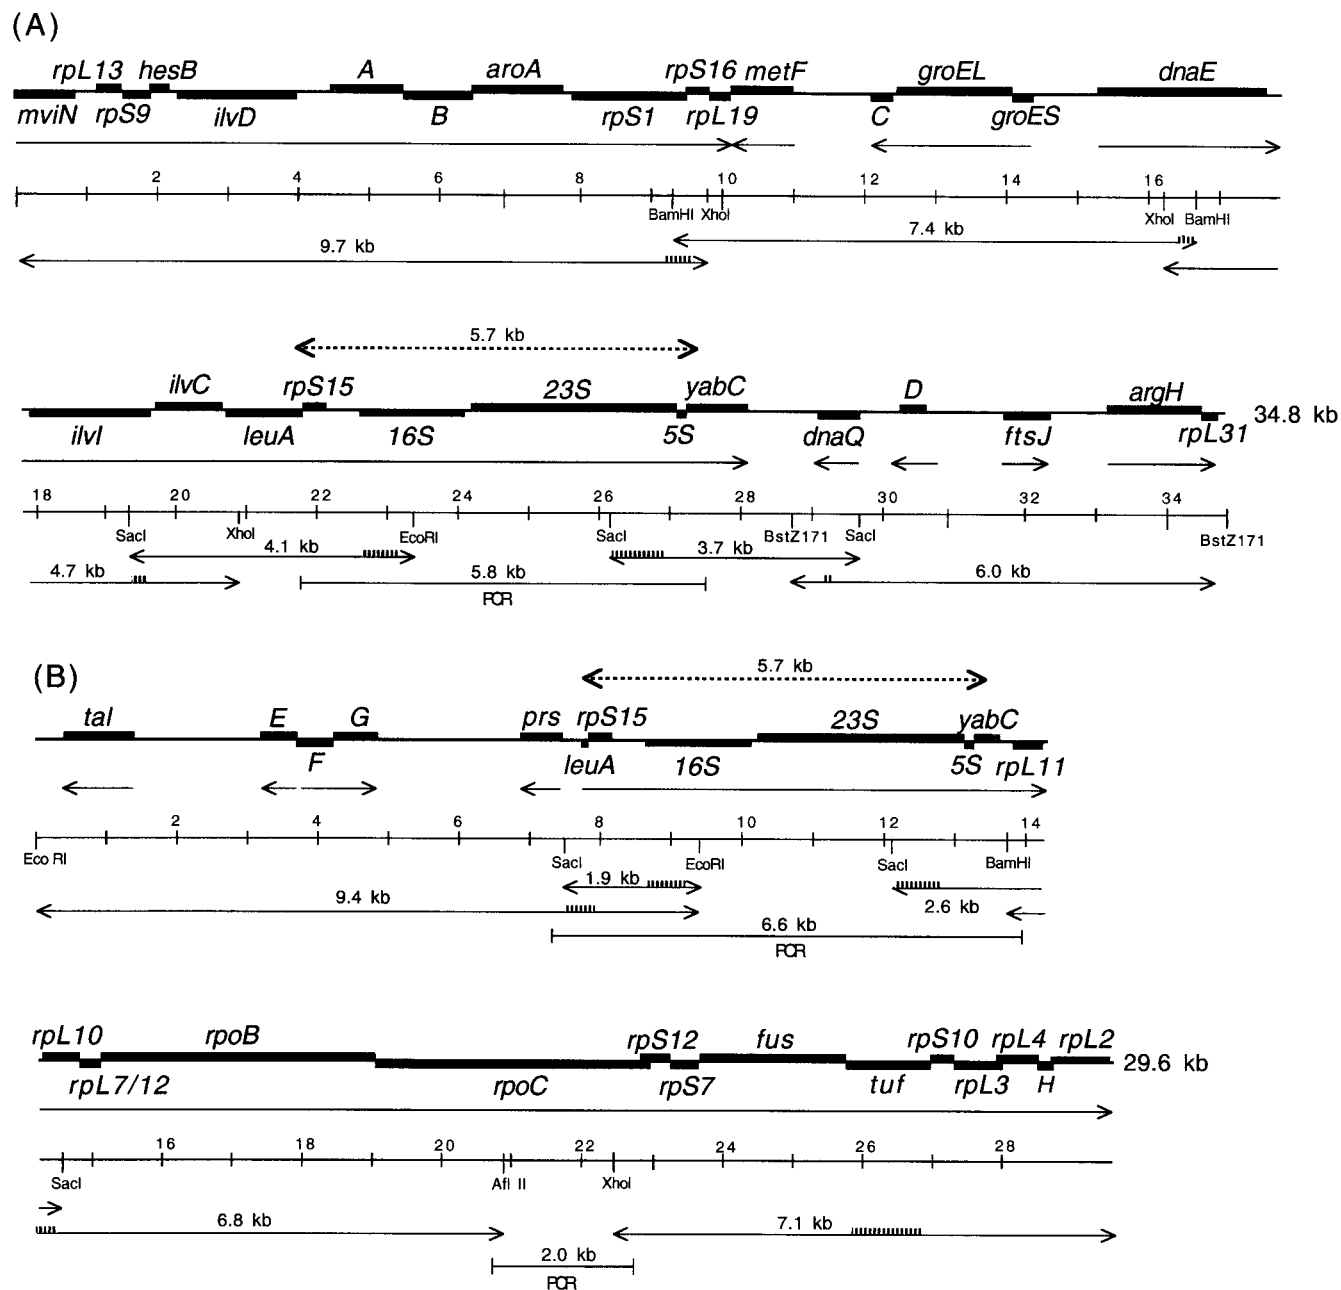 (A)
rpL13 hesB A aroA rpS16 metF groEL dnaE
mviN rpS9 ilvD B rpS1 rpL19 C groES
2 4 6 8 10 12 14 16
BamHI XhoI XhoI BamHI
7.4 kb
9.7 kb
5.7 kb
ilvC rpS15 23S yabC D argH
34.8 kb
ilvI leuA 16S 5S dnaQ ftsJ rpL31
18 20 22 24 26 28 30 32 34
SacI XhoI EcoRI SacI BstZ171 SacI BstZ171
4.1 kb 3.7 kb
4.7 kb 5.8 kb 6.0 kb
PCR
(B)
5.7 kb
tal E G prs rpS15 23S yabC
F leuA 16S 5S rpL11
2 4 6 8 10 12 14
Eco RI SacI EcoRI SacI BamHI
1.9 kb
9.4 kb 2.6 kb
6.6 kb
PCR
rpL10 rpoB rpS12 fus rpS10 rpL4 rpL2
29.6 kb
rpL7/12 rpoC rpS7 tuf rpL3 H
16 18 20 22 24 26 28
SacI Afl II XhoI
6.8 kb 7.1 kb
2.0 kb
PCR